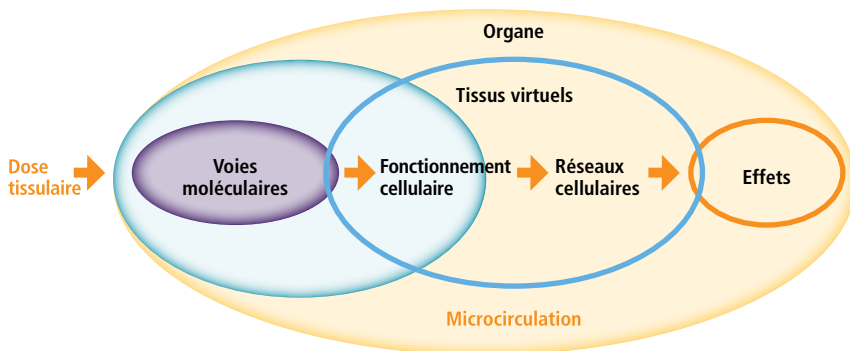 Organe
Tissus virtuels
Dose
tissulaire
Voies
moléculaires
Fonctionnement
cellulaire
Réseaux
cellulaires
Effets
Microcirculation